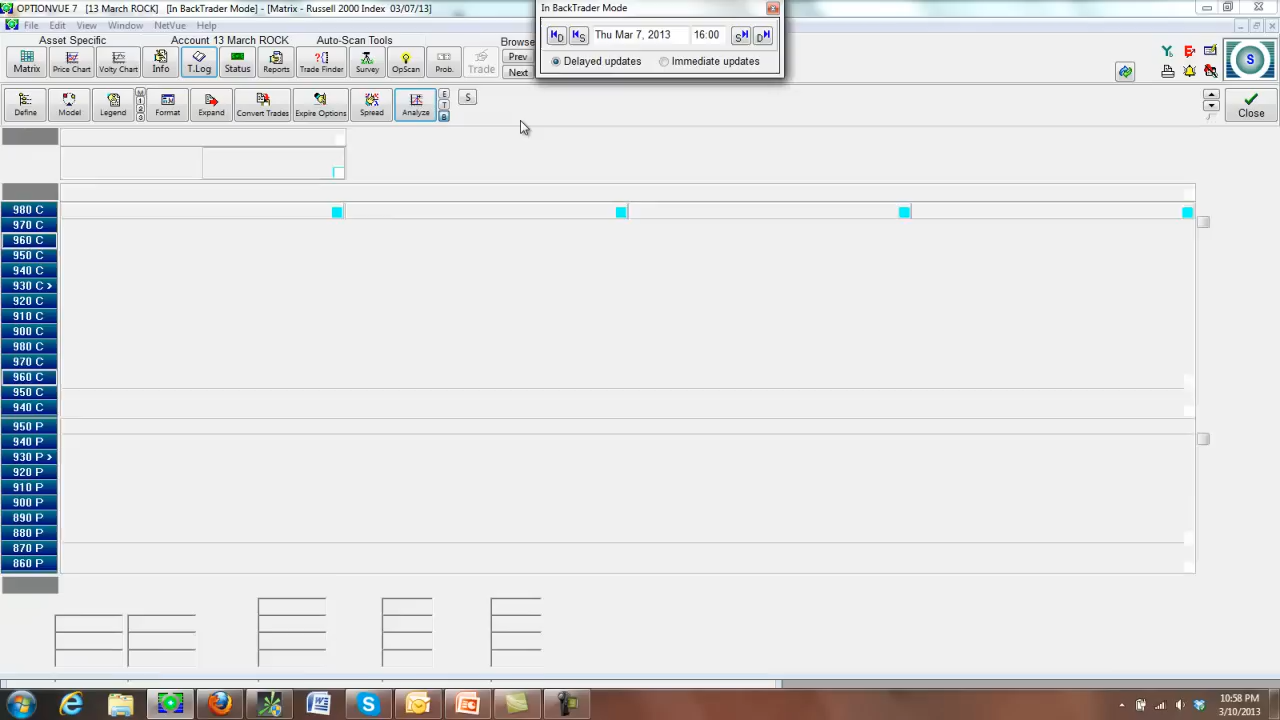 OPTIONVUE 7 [13 March ROCK] [In BackTrader Mode] - [Matrix - Russell 2000 Index 03/07/13]
In BackTrader Mode
File Edit View Window NetVue Help
Asset Specific Account 13 March ROCK Auto-Scan Tools Browse
K D K S Thu Mar 7, 2013 16:00 S D
Delayed updates Immediate updates
Matrix Price Chart Volty Chart Info T.Log Status Reports Trade Finder Survey OpScan Prob. Trade
Prev
Next
Define Model Legend M 1 2 3 Format Expand Convert Trades Expire Options Spread Analyze E T B S Close
980 C
970 C
960 C
950 C
940 C
930 C >
920 C
910 C
900 C
980 C
970 C
960 C
950 C
940 C
950 P
940 P
930 P >
920 P
910 P
900 P
890 P
880 P
870 P
860 P
10:58 PM
3/10/2013